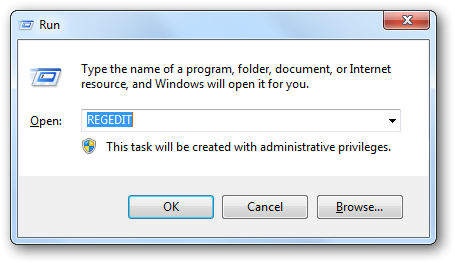 Run
Type the name of a program, folder, document, or Internet
resource, and Windows will open it for you.
Open: REGEDIT
This task will be created with administrative privileges.
OK Cancel Browse...